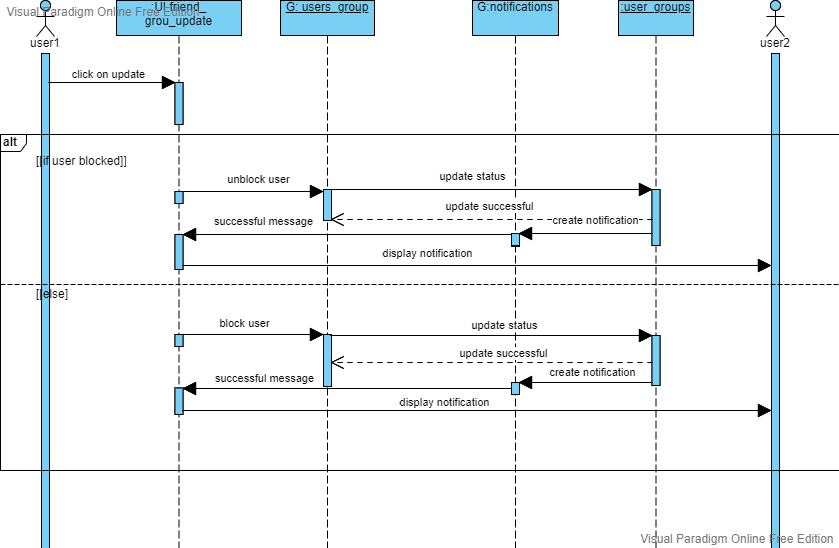 Visual Paradigm Online Free Edition
:UI friend_
grou_update
G: users_group
G:notifications
:user_groups
user1
user2
click on update
alt
[[if user blocked]]
unblock user
update status
update successful
successful message
create notification
display notification
[[else]
block user
update status
update successful
create notification
successful message
display notification
Visual Paradigm Online Free Edition